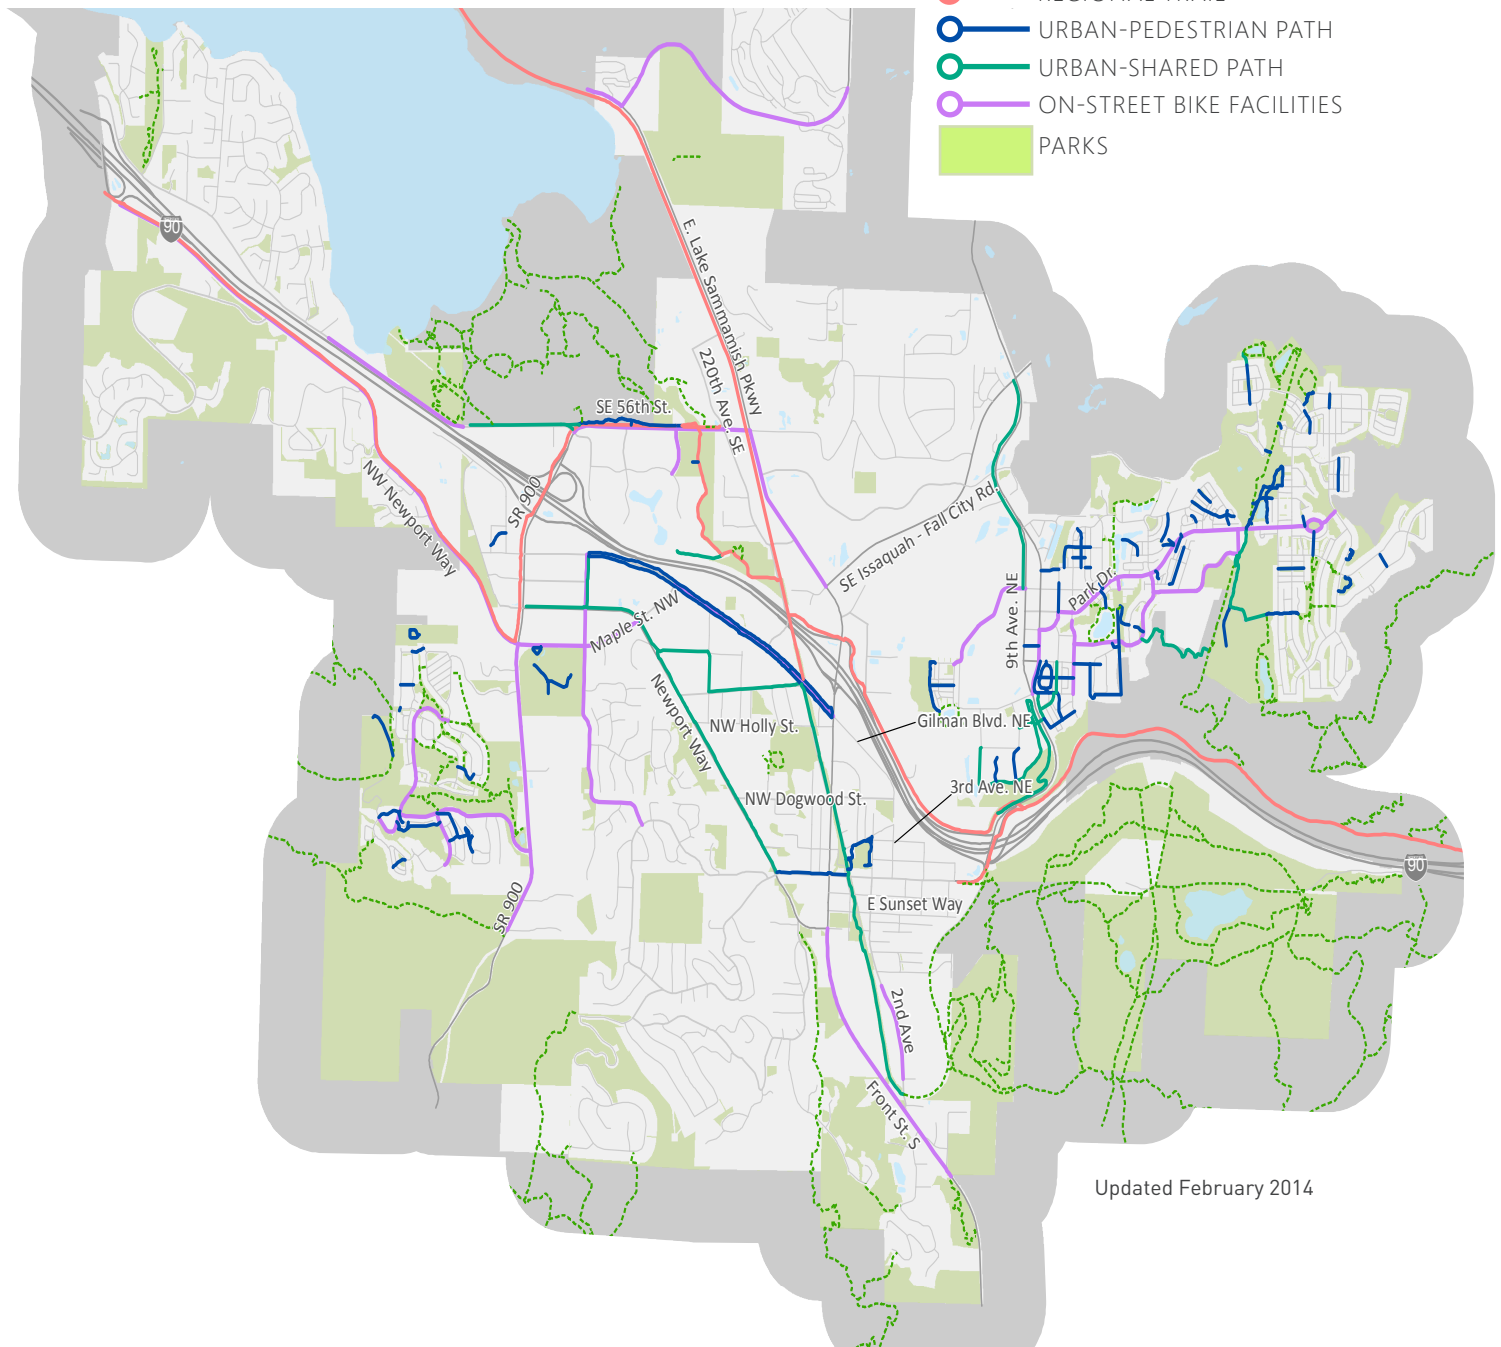 REGIONAL TRAIL
URBAN-PEDESTRIAN PATH
URBAN-SHARED PATH
ON-STREET BIKE FACILITIES
PARKS
90
E. Lake Sammamish Pkwy
220th Ave. SE
SE 56th St.
SR 900
NW Newport Way
SE Issaquah - Fall City Rd.
9th Ave. NE
Park Dr.
Maple St. NW
Newport Way
NW Holly St.
Gilman Blvd. NE
3rd Ave. NE
NW Dogwood St.
90
E Sunset Way
SR 900
2nd Ave
Front St. S
Updated February 2014